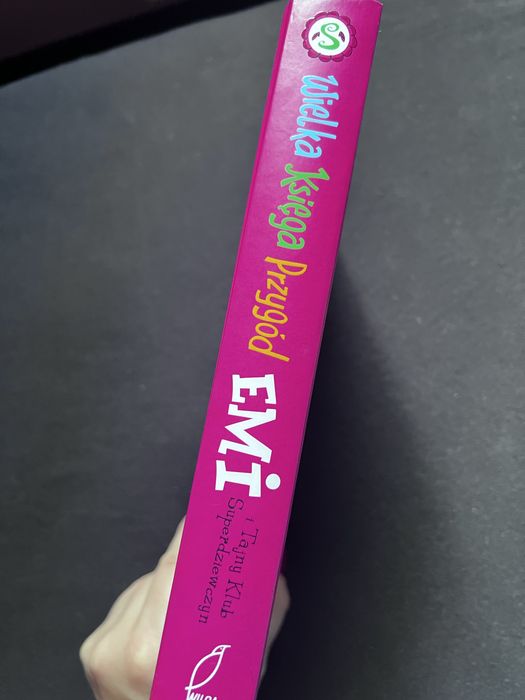 S
Wielka Księga Przygód
EMi
i Tajny Klub
Superdziewczyn